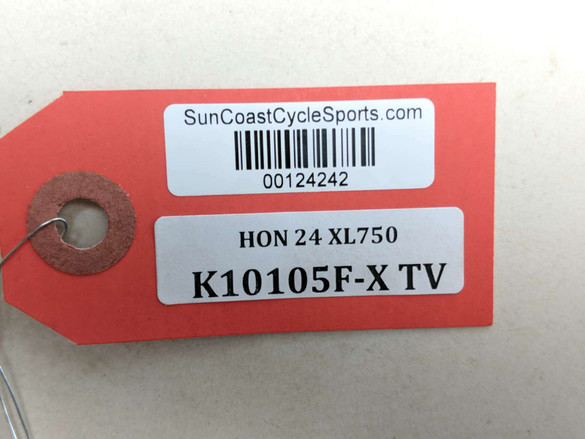 SunCoastCycleSports.com
00124242
HON 24 XL750
K10105F-X TV